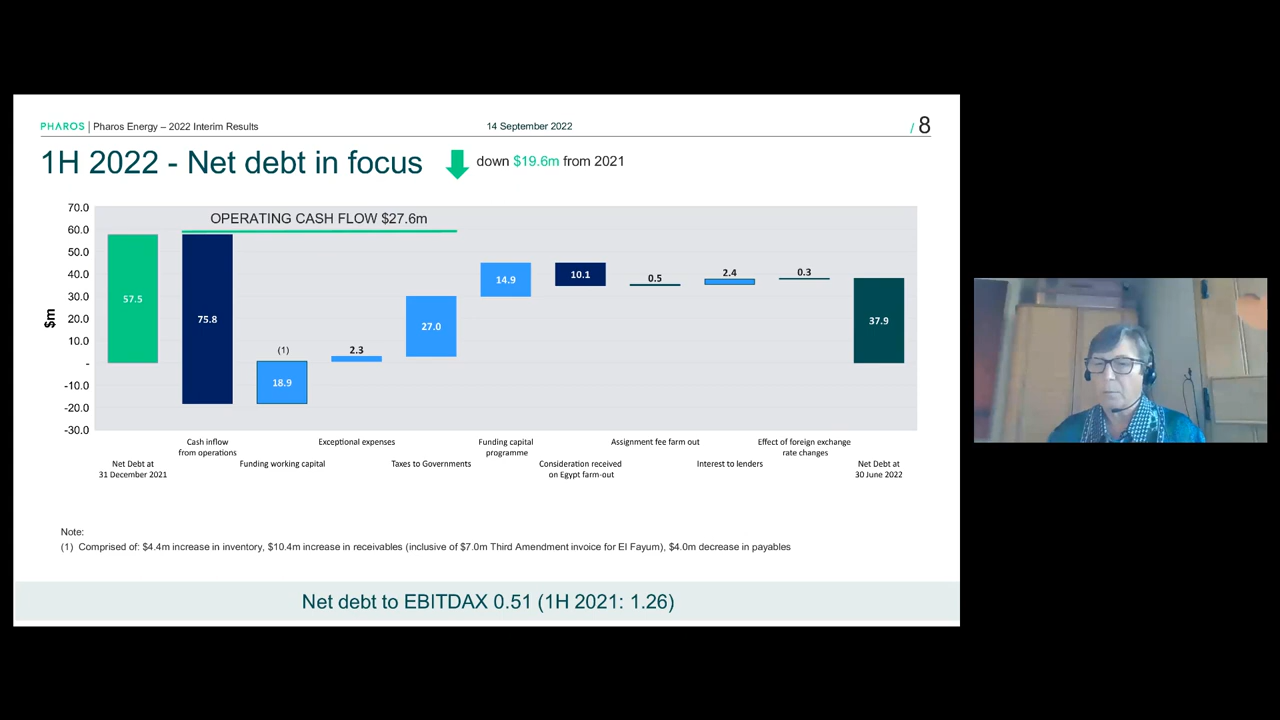 PHAROS | Pharos Energy – 2022 Interim Results
14 September 2022
/ 8
1H 2022 - Net debt in focus
down $19.6m from 2021
OPERATING CASH FLOW $27.6m
$m
70.0
60.0
50.0
40.0
30.0
20.0
10.0
-
-10.0
-20.0
-30.0
57.5
75.8
(1)
18.9
2.3
27.0
14.9
10.1
0.5
2.4
0.3
37.9
Net Debt at
31 December 2021
Cash inflow
from operations
Funding working capital
Exceptional expenses
Taxes to Governments
Funding capital
programme
Consideration received
on Egypt farm-out
Assignment fee farm out
Interest to lenders
Effect of foreign exchange
rate changes
Net Debt at
30 June 2022
Note:
(1) Comprised of: $4.4m increase in inventory, $10.4m increase in receivables (inclusive of $7.0m Third Amendment invoice for El Fayum), $4.0m decrease in payables
Net debt to EBITDAX 0.51 (1H 2021: 1.26)